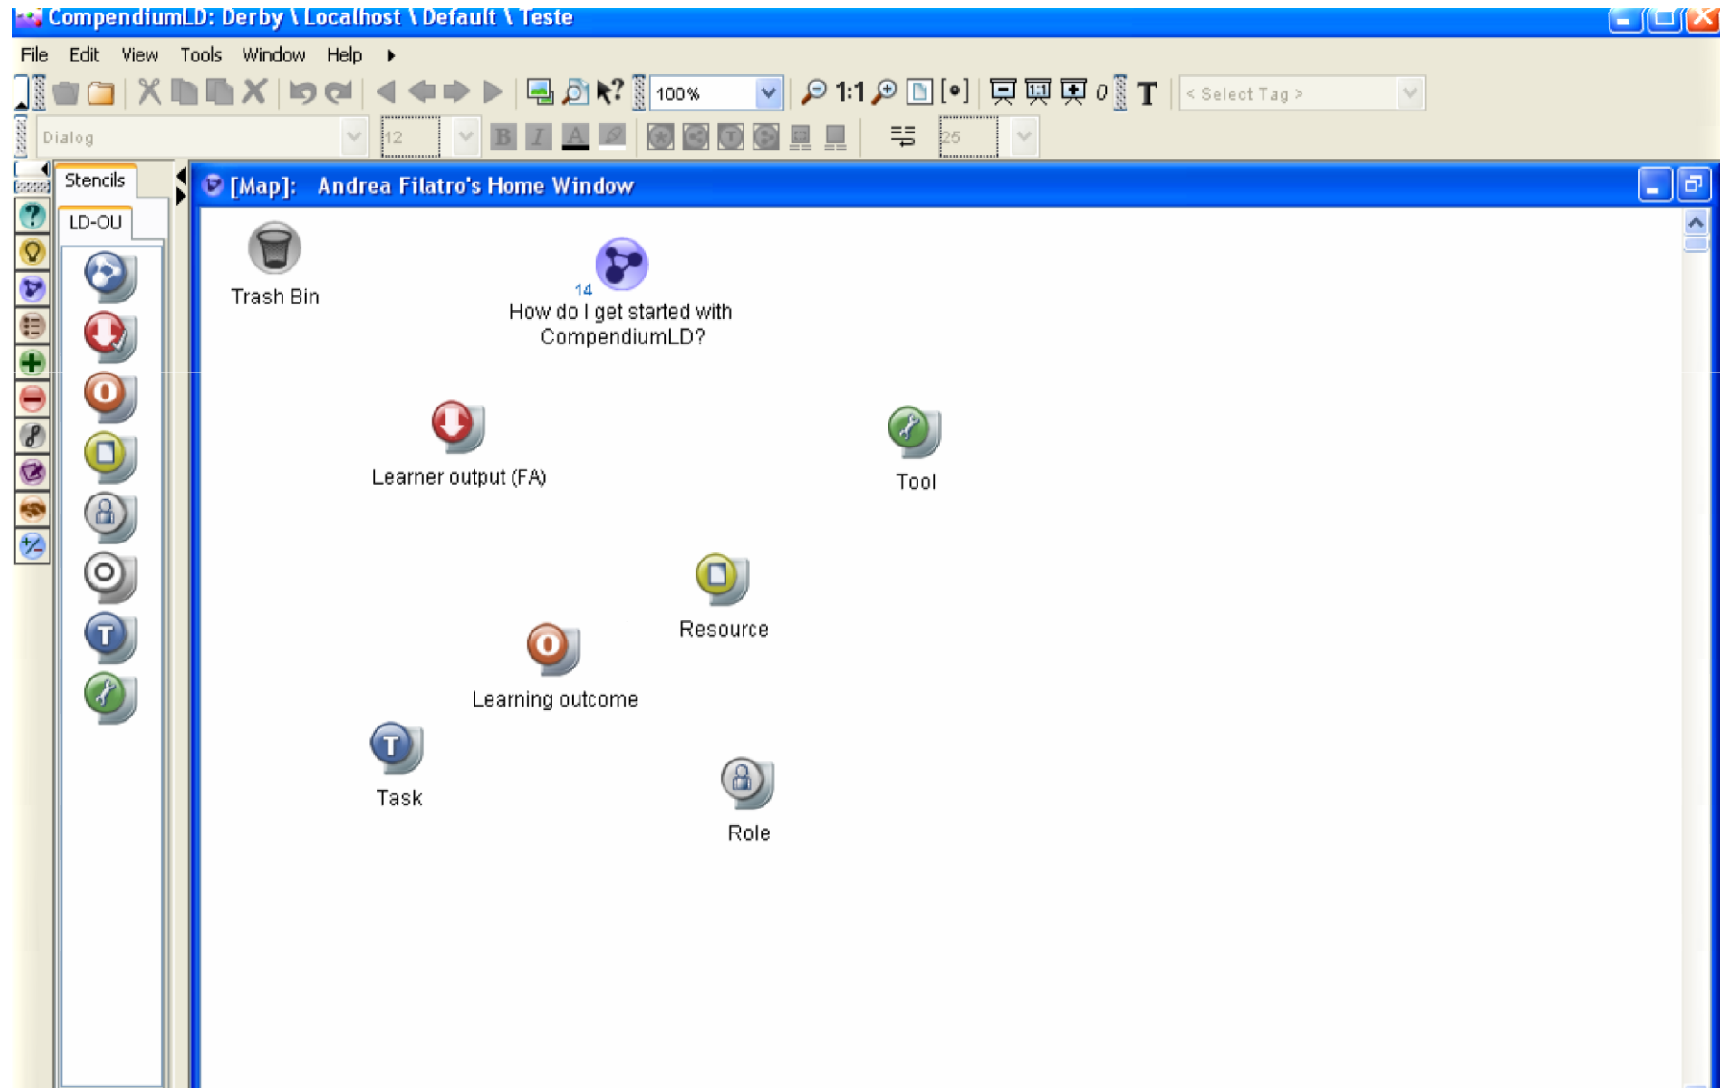 CompendiumLD: Derby \ Localhost \ Default \ Teste
File Edit View Tools Window Help
100% 1:1 T < Select Tag >
Dialog 12 B I A 25
Stencils
[Map]: Andrea Filatro's Home Window
LD-OU
Trash Bin
14
How do I get started with
CompendiumLD?
Learner output (FA)
Tool
Resource
Learning outcome
Task
Role